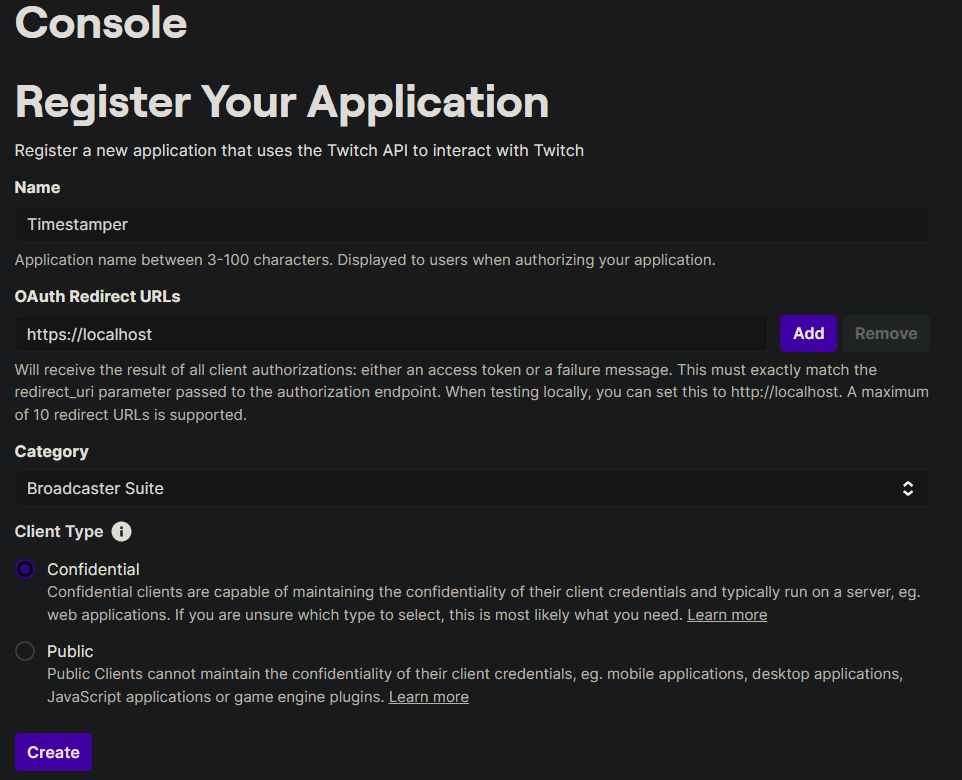 Console
Register Your Application
Register a new application that uses the Twitch API to interact with Twitch
Name
Timestamper
Application name between 3-100 characters. Displayed to users when authorizing your application.
OAuth Redirect URLs
https://localhost
Add
Remove
Will receive the result of all client authorizations: either an access token or a failure message. This must exactly match the
redirect_uri parameter passed to the authorization endpoint. When testing locally, you can set this to http://localhost. A maximum
of 10 redirect URLs is supported.
Category
Broadcaster Suite
Client Type
Confidential
Confidential clients are capable of maintaining the confidentiality of their client credentials and typically run on a server, eg.
web applications. If you are unsure which type to select, this is most likely what you need. Learn more
Public
Public Clients cannot maintain the confidentiality of their client credentials, eg. mobile applications, desktop applications,
JavaScript applications or game engine plugins. Learn more
Create